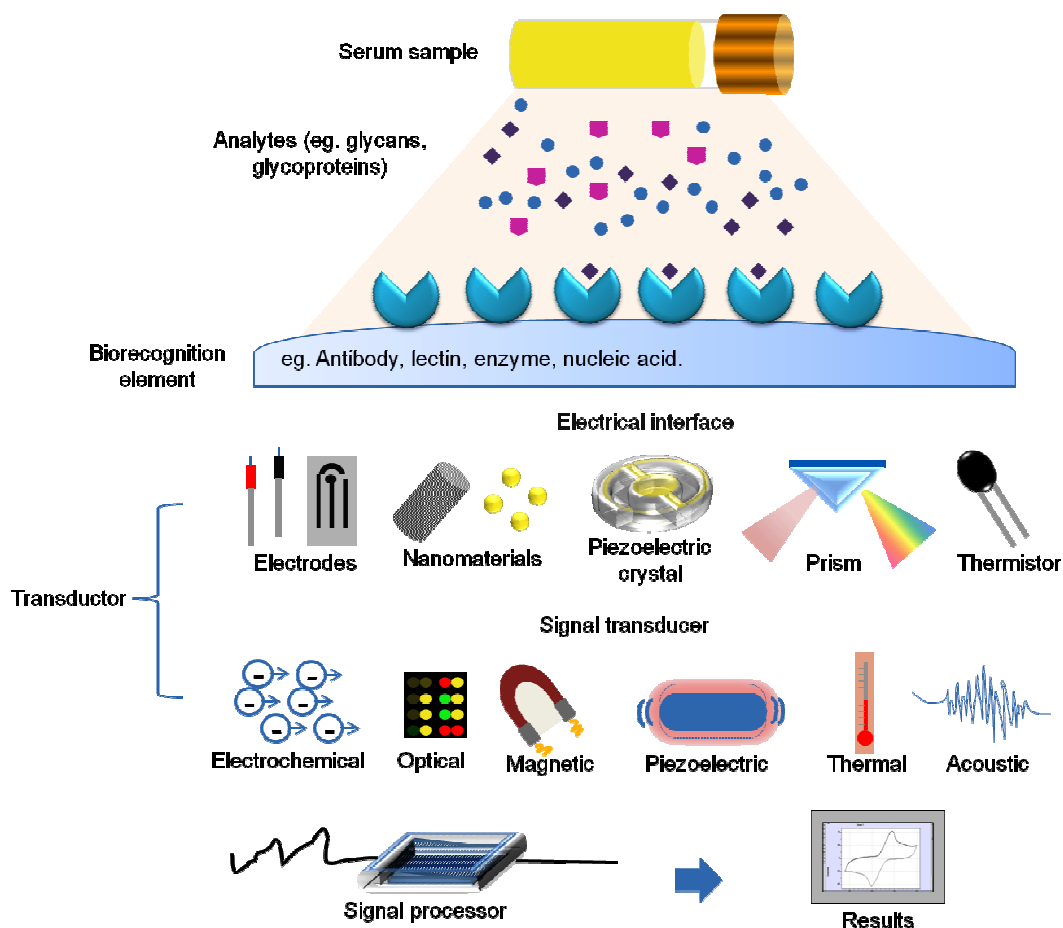 Serum sample
Analytes (eg. glycans,
glycoproteins)
Biorecognition
element
eg. Antibody, lectin, enzyme, nucleic acid.
Electrical interface
Electrodes
Nanomaterials
Piezoelectric
crystal
Prism
Thermistor
Transductor
Signal transducer
Electrochemical
Optical
Magnetic
Piezoelectric
Thermal
Acoustic
Signal processor
Results